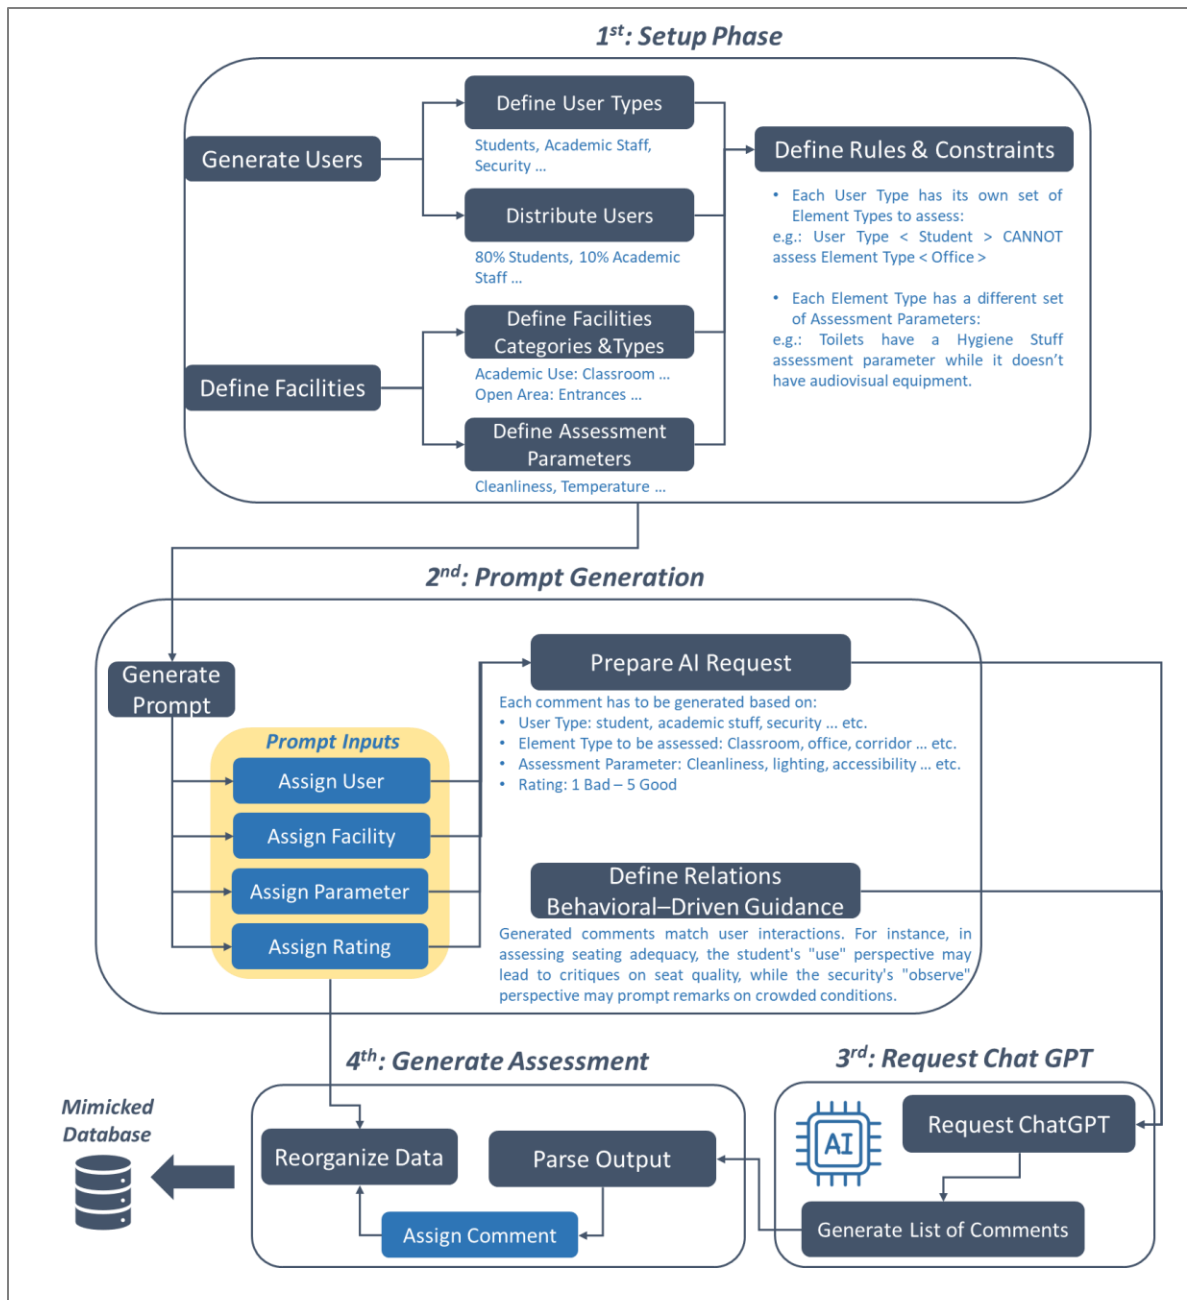 1st: Setup Phase
Generate Users
Define User Types
Students, Academic Staff,
Security ...
Distribute Users
80% Students, 10% Academic
Staff ...
Define Facilities
Define Facilities
Categories &Types
Academic Use: Classroom ...
Open Area: Entrances ...
Define Assessment
Parameters
Cleanliness, Temperature ...
Define Rules & Constraints
• Each User Type has its own set of
Element Types to assess:
e.g.: User Type < Student > CANNOT
assess Element Type < Office >
• Each Element Type has a different set
of Assessment Parameters:
e.g.: Toilets have a Hygiene Stuff
assessment parameter while it doesn't
have audiovisual equipment.
2nd: Prompt Generation
Generate
Prompt
Prompt Inputs
Assign User
Assign Facility
Assign Parameter
Assign Rating
Prepare AI Request
Each comment has to be generated based on:
• User Type: student, academic stuff, security ... etc.
• Element Type to be assessed: Classroom, office, corridor ... etc.
• Assessment Parameter: Cleanliness, lighting, accessibility ... etc.
• Rating: 1 Bad – 5 Good
Define Relations
Behavioral–Driven Guidance
Generated comments match user interactions. For instance, in
assessing seating adequacy, the student's "use" perspective may
lead to critiques on seat quality, while the security's "observe"
perspective may prompt remarks on crowded conditions.
3rd: Request Chat GPT
AI
Request ChatGPT
Generate List of Comments
4th: Generate Assessment
Parse Output
Assign Comment
Reorganize Data
Mimicked
Database